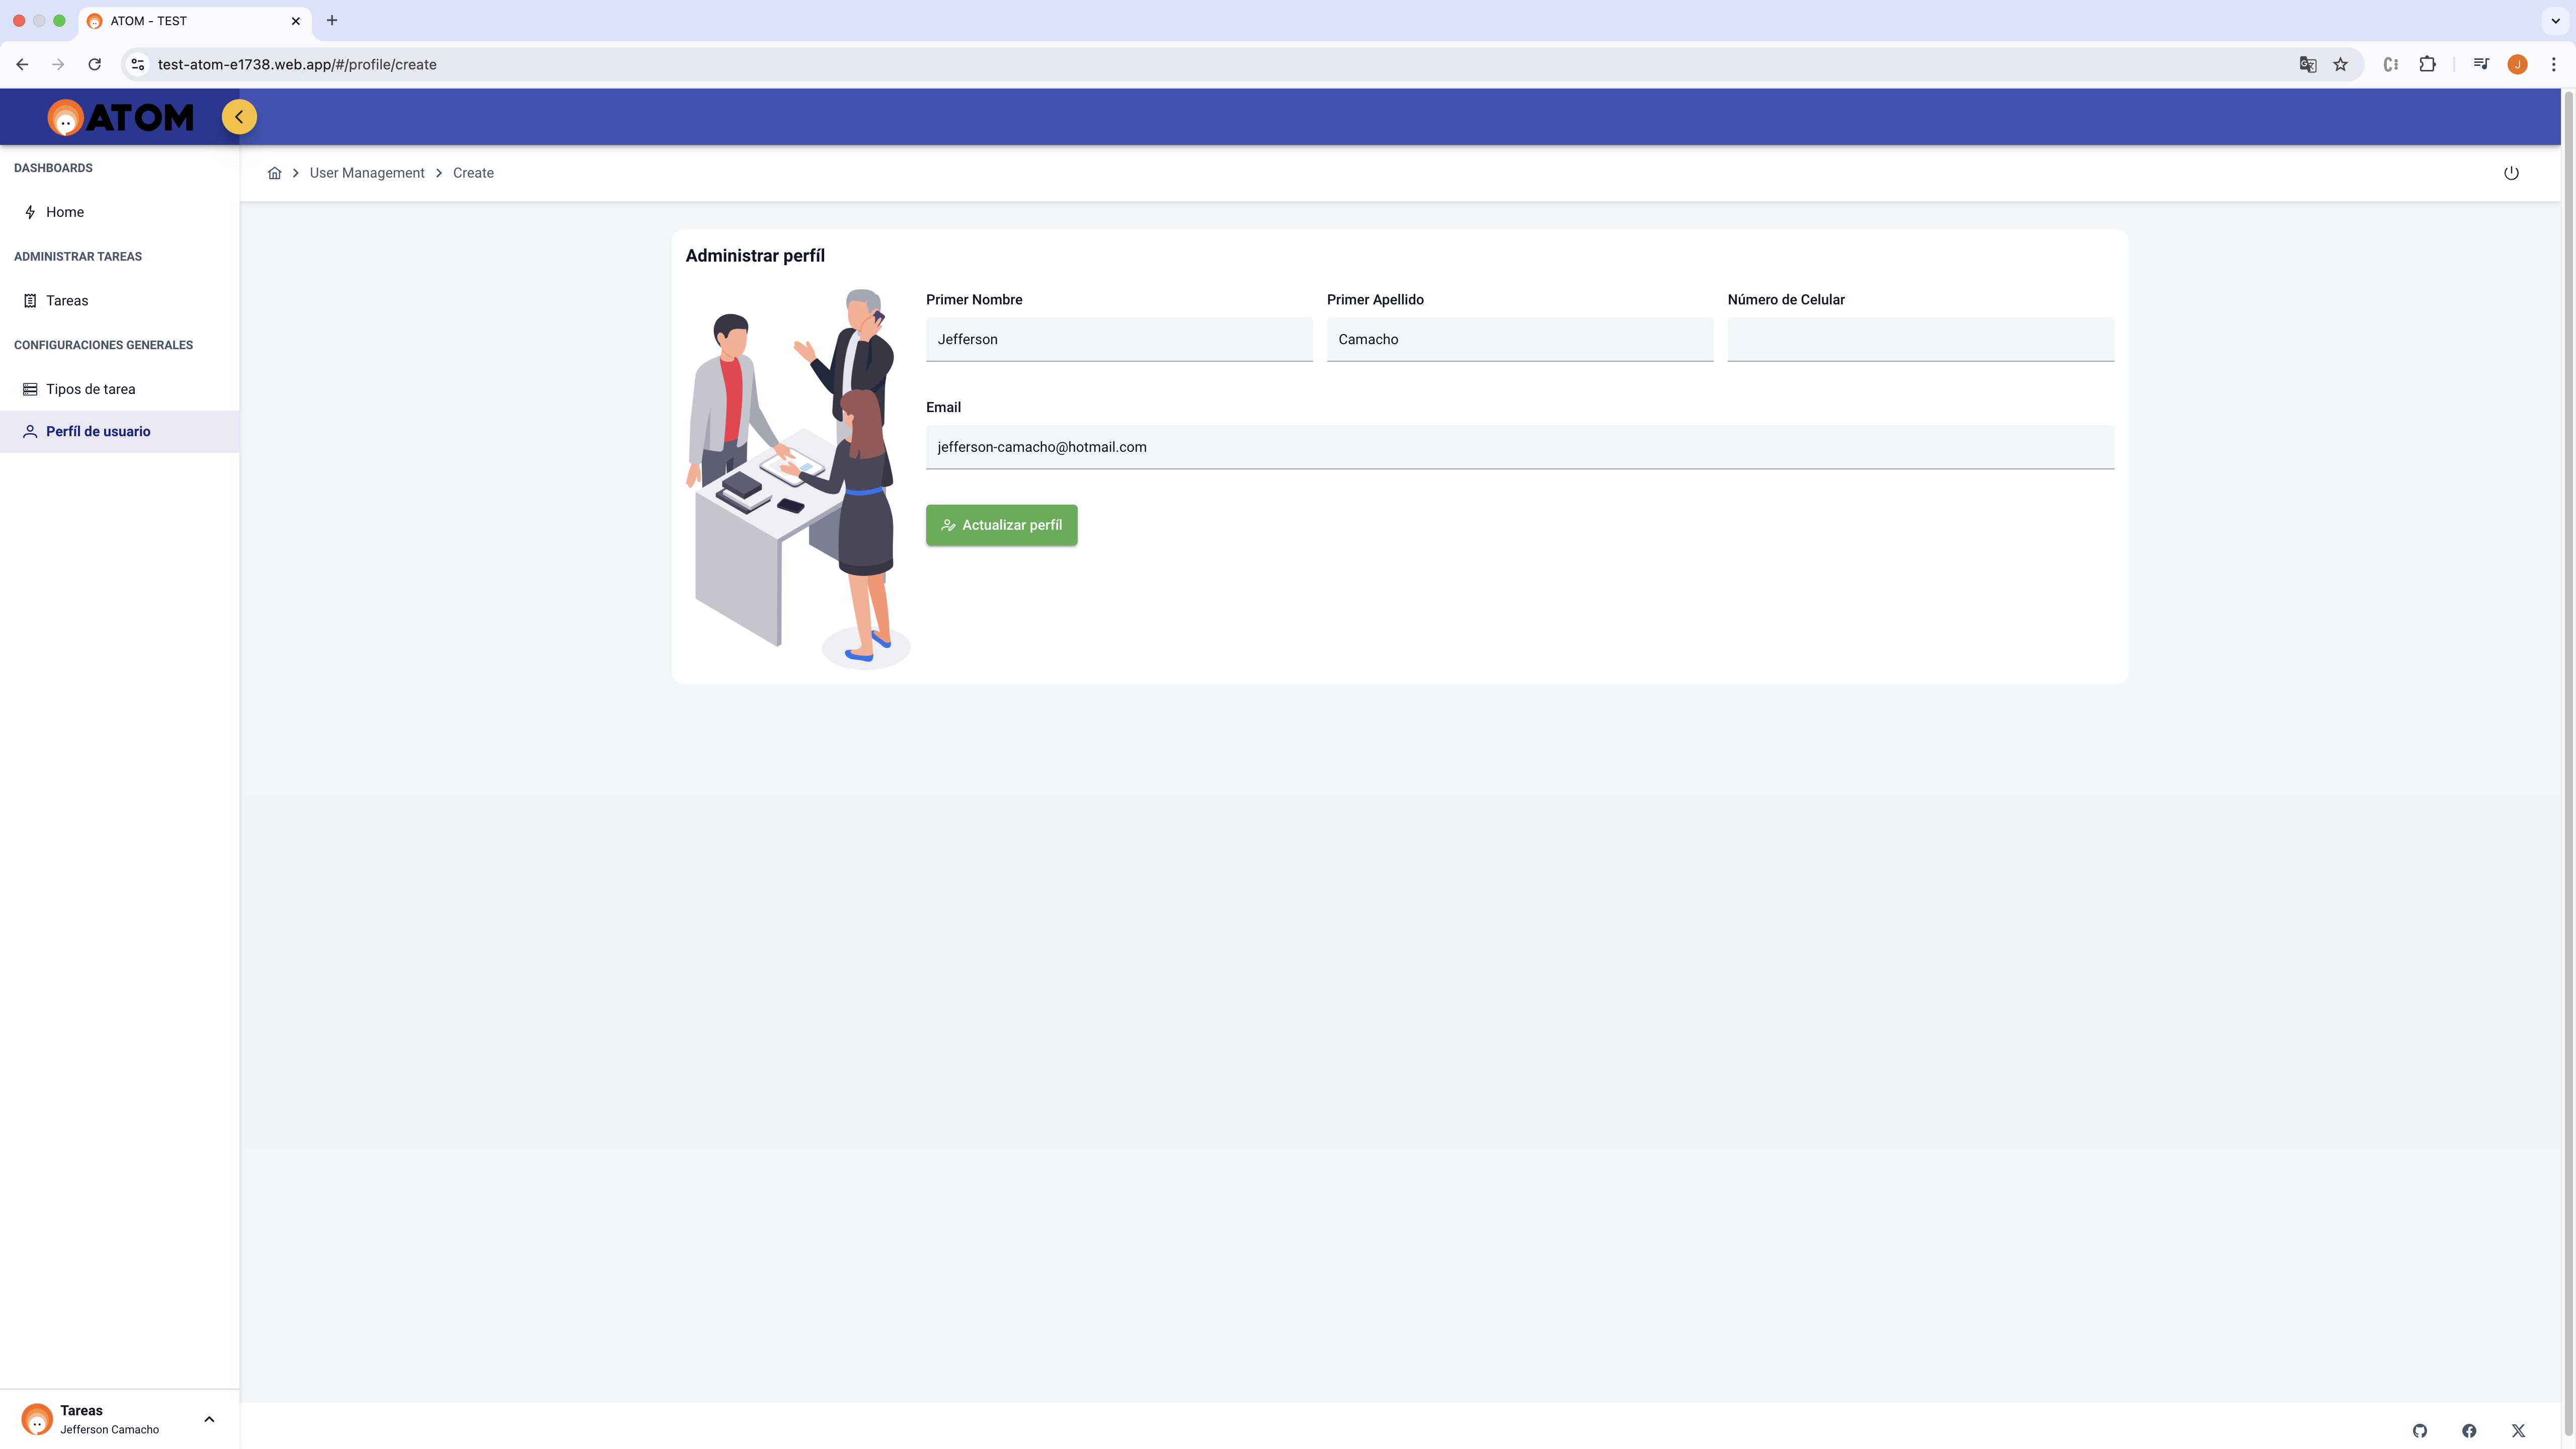 ATOM - TEST
test-atom-e1738.web.app/#/profile/create
J
ATOM
DASHBOARDS
Home
ADMINISTRAR TAREAS
Tareas
CONFIGURACIONES GENERALES
Tipos de tarea
Perfíl de usuario
User Management
Create
Administrar perfíl
Primer Nombre
Primer Apellido
Número de Celular
Jefferson
Camacho
Email
jefferson-camacho@hotmail.com
Actualizar perfíl
Tareas
Jefferson Camacho